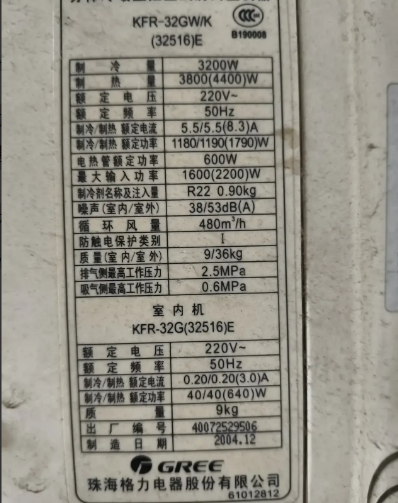 KFR-32GW/K
(32516)E
CCC
B190008
制冷量 3200W
制热量 3800(4400)W
额定电压 220V~
额定频率 50Hz
制冷/制热 额定电流 5.5/5.5(8.3)A
制冷/制热 额定功率 1180/1190(1790)W
电热管额定功率 600W
最大输入功率 1600(2200)W
制冷剂名称及注入量 R22 0.90kg
噪声(室内/室外) 38/53dB(A)
循环风量 480m³/h
防触电保护类别 I
质量(室内/室外) 9/36kg
排气侧最高工作压力 2.5MPa
吸气侧最高工作压力 0.6MPa
室内机
KFR-32G(32516)E
额定电压 220V~
额定频率 50Hz
制冷/制热 额定电流 0.20/0.20(3.0)A
制冷/制热 额定功率 40/40(640)W
质量 9kg
出厂编号 40072529506
制造日期 2004.12
GREE
珠海格力电器股份有限公司
61012812